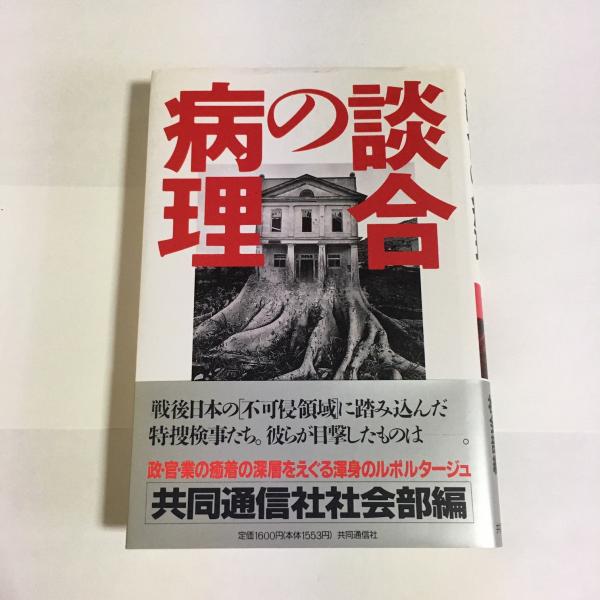 談合
の
病理
戦後日本の[不可侵領域]に踏み込んだ
特捜検事たち。彼らが目撃したものは——。
政・官・業の癒着の深層をえぐる渾身のルポルタージュ
共同通信社社会部編
定価1600円(本体1553円) 共同通信社